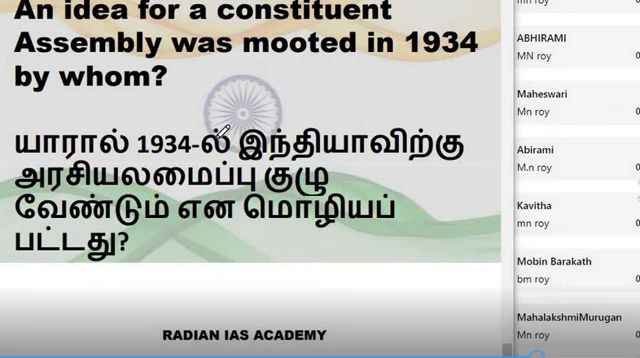 An idea for a constituent
Assembly was mooted in 1934
by whom?
யாரால் 1934-ல் இந்தியாவிற்கு
அரசியலமைப்பு குழு
வேண்டும் என மொழியப்
பட்டது?
RADIAN IAS ACADEMY
mn roy
ABHIRAMI
MN roy
Maheswari
Mn roy
Abirami
M.n roy
Kavitha
mn roy
Mobin Barakath
bm roy
MahalakshmiMurugan
Mn roy